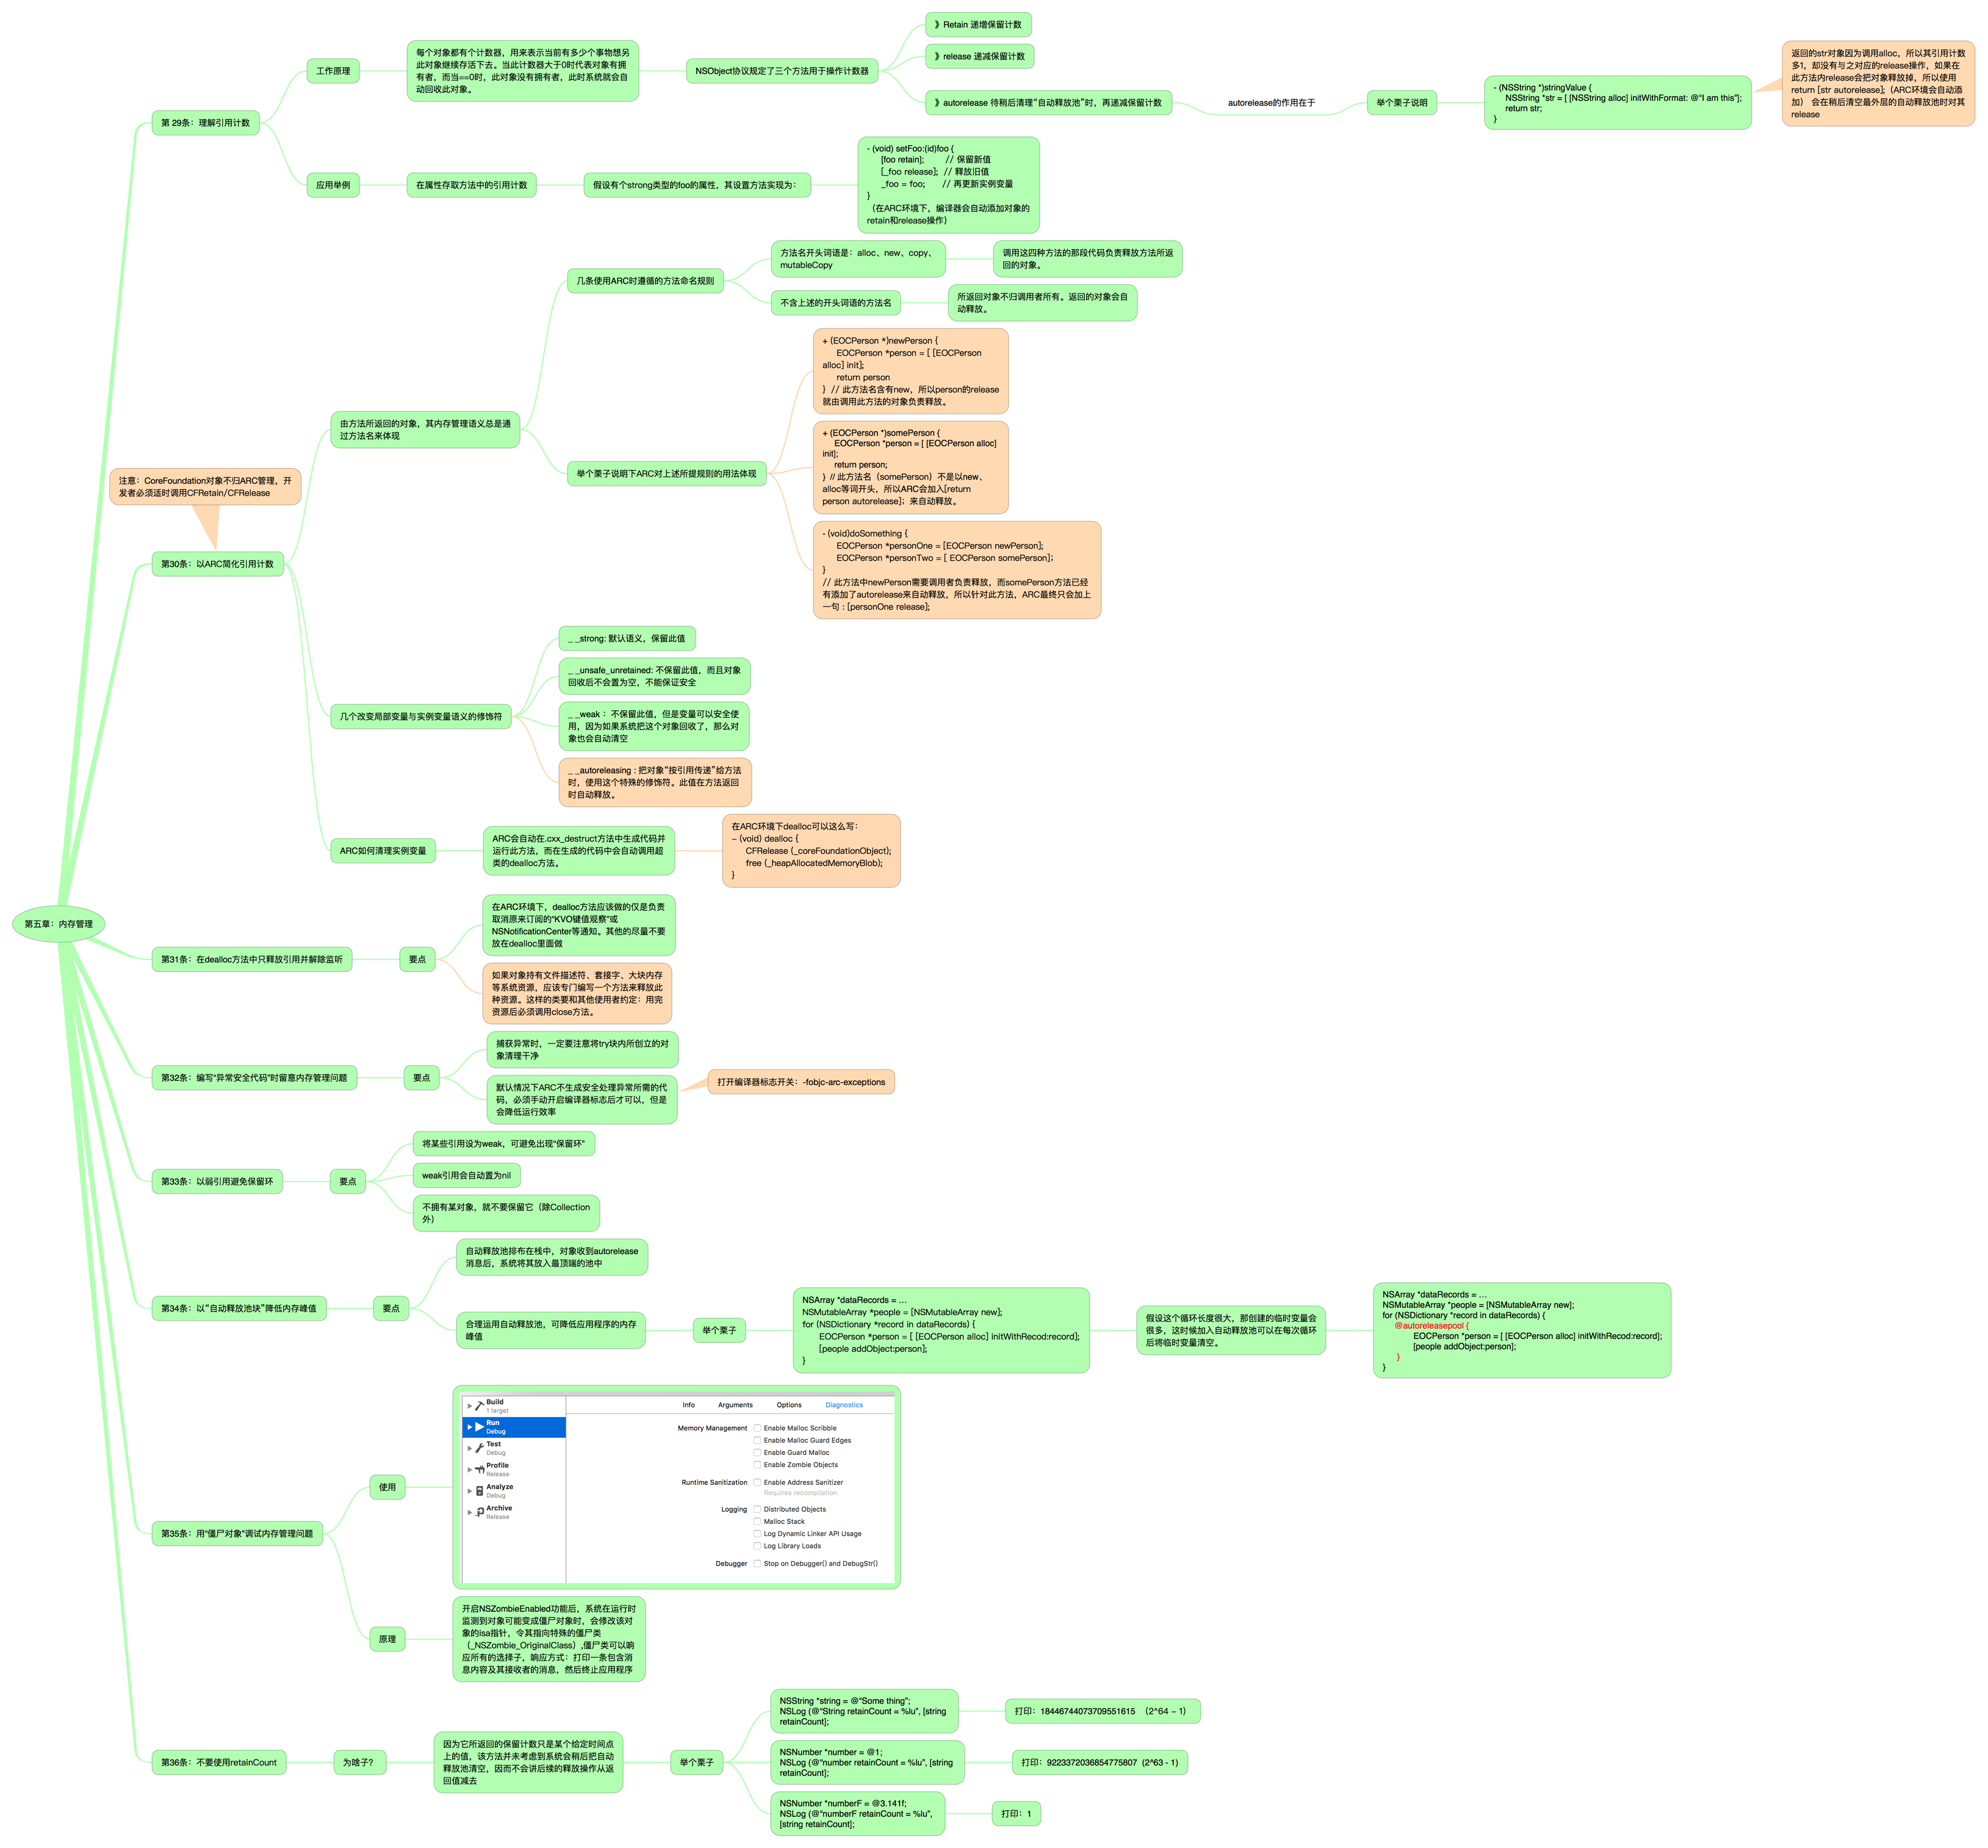 第五章：内存管理
第 29条：理解引用计数
工作原理
每个对象都有个计数器，用来表示当前有多少个事物想另
此对象继续存活下去。当此计数器大于0时代表对象有拥
有者，而当==0时，此对象没有拥有者，此时系统就会自
动回收此对象。
NSObject协议规定了三个方法用于操作计数器
》Retain 递增保留计数
》release 递减保留计数
》autorelease 待稍后清理“自动释放池”时，再递减保留计数
autorelease的作用在于
举个栗子说明
- (NSString *)stringValue {
NSString *str = [ [NSString alloc] initWithFormat: @“I am this”];
return str;
}
返回的str对象因为调用alloc，所以其引用计数
多1，却没有与之对应的release操作，如果在
此方法内release会把对象释放掉，所以使用
return [str autorelease];（ARC环境会自动添
加） 会在稍后清空最外层的自动释放池时对其
release
应用举例
在属性存取方法中的引用计数
假设有个strong类型的foo的属性，其设置方法实现为：
- (void) setFoo:(id)foo {
[foo retain]; // 保留新值
[_foo release]; // 释放旧值
_foo = foo; // 再更新实例变量
}
（在ARC环境下，编译器会自动添加对象的
retain和release操作）
注意：CoreFoundation对象不归ARC管理，开
发者必须适时调用CFRetain/CFRelease
第30条：以ARC简化引用计数
由方法所返回的对象，其内存管理语义总是通
过方法名来体现
几条使用ARC时遵循的方法命名规则
方法名开头词语是：alloc、new、copy、
mutableCopy
调用这四种方法的那段代码负责释放方法所返
回的对象。
不含上述的开头词语的方法名
所返回对象不归调用者所有。返回的对象会自
动释放。
举个栗子说明下ARC对上述所提规则的用法体现
+ (EOCPerson *)newPerson {
EOCPerson *person = [ [EOCPerson
alloc] init];
return person
} // 此方法名含有new，所以person的release
就由调用此方法的对象负责释放。
+ (EOCPerson *)somePerson {
EOCPerson *person = [ [EOCPerson alloc]
init];
return person;
} // 此方法名（somePerson）不是以new、
alloc等词开头，所以ARC会加入[return
person autorelease]；来自动释放。
- (void)doSomething {
EOCPerson *personOne = [EOCPerson newPerson];
EOCPerson *personTwo = [ EOCPerson somePerson]；
}
// 此方法中newPerson需要调用者负责释放，而somePerson方法已经
有添加了autorelease来自动释放，所以针对此方法，ARC最终只会加上
一句 : [personOne release];
几个改变局部变量与实例变量语义的修饰符
_ _strong: 默认语义，保留此值
_ _unsafe_unretained: 不保留此值，而且对象
回收后不会置为空，不能保证安全
_ _weak ： 不保留此值，但是变量可以安全使
用，因为如果系统把这个对象回收了，那么对
象也会自动清空
_ _autoreleasing : 把对象“按引用传递”给方法
时，使用这个特殊的修饰符。此值在方法返回
时自动释放。
ARC如何清理实例变量
ARC会自动在.cxx_destruct方法中生成代码并
运行此方法，而在生成的代码中会自动调用超
类的dealloc方法。
在ARC环境下dealloc可以这么写：
– (void) dealloc {
CFRelease (_coreFoundationObject);
free (_heapAllocatedMemoryBlob);
}
第31条：在dealloc方法中只释放引用并解除监听
要点
在ARC环境下，dealloc方法应该做的仅是负责
取消原来订阅的“KVO键值观察”或
NSNotificationCenter等通知。其他的尽量不要
放在dealloc里面做
如果对象持有文件描述符、套接字、大块内存
等系统资源，应该专门编写一个方法来释放此
种资源。这样的类要和其他使用者约定：用完
资源后必须调用close方法。
第32条：编写“异常安全代码”时留意内存管理问题
要点
捕获异常时，一定要注意将try块内所创立的对
象清理干净
默认情况下ARC不生成安全处理异常所需的代
码，必须手动开启编译器标志后才可以，但是
会降低运行效率
打开编译器标志开关：-fobjc-arc-exceptions
第33条：以弱引用避免保留环
要点
将某些引用设为weak，可避免出现“保留环”
weak引用会自动置为nil
不拥有某对象，就不要保留它（除Collection
外）
第34条：以“自动释放池块”降低内存峰值
要点
自动释放池排布在栈中，对象收到autorelease
消息后，系统将其放入最顶端的池中
合理运用自动释放池，可降低应用程序的内存
峰值
举个栗子
NSArray *dataRecords = …
NSMutableArray *people = [NSMutableArray new];
for (NSDictionary *record in dataRecords) {
EOCPerson *person = [ [EOCPerson alloc] initWithRecod:record];
[people addObject:person];
}
假设这个循环长度很大，那创建的临时变量会
很多，这时候加入自动释放池可以在每次循环
后将临时变量清空。
NSArray *dataRecords = …
NSMutableArray *people = [NSMutableArray new];
for (NSDictionary *record in dataRecords) {
@autoreleasepool {
EOCPerson *person = [ [EOCPerson alloc] initWithRecod:record];
[people addObject:person];
}
}
第35条：用“僵尸对象”调试内存管理问题
使用
Build
1 target
Run
Debug
Test
Debug
Profile
Release
Analyze
Debug
Archive
Release
Info Arguments Options Diagnostics
Memory Management Enable Malloc Scribble
Enable Malloc Guard Edges
Enable Guard Malloc
Enable Zombie Objects
Runtime Sanitization Enable Address Sanitizer
Requires recompilation
Logging Distributed Objects
Malloc Stack
Log Dynamic Linker API Usage
Log Library Loads
Debugger Stop on Debugger() and DebugStr()
原理
开启NSZombieEnabled功能后，系统在运行时
监测到对象可能变成僵尸对象时，会修改该对
象的isa指针，令其指向特殊的僵尸类
（_NSZombie_OriginalClass）,僵尸类可以响
应所有的选择子，响应方式：打印一条包含消
息内容及其接收者的消息，然后终止应用程序
第36条：不要使用retainCount
为啥子？
因为它所返回的保留计数只是某个给定时间点
上的值，该方法并未考虑到系统会稍后把自动
释放池清空，因而不会讲后续的释放操作从返
回值减去
举个栗子
NSString *string = @“Some thing”;
NSLog (@“String retainCount = %lu”, [string
retainCount];
打印：18446744073709551615 （2^64 – 1）
NSNumber *number = @1;
NSLog (@“number retainCount = %lu”, [string
retainCount];
打印：9223372036854775807 (2^63 - 1)
NSNumber *numberF = @3.141f;
NSLog (@“numberF retainCount = %lu”,
[string retainCount];
打印：1